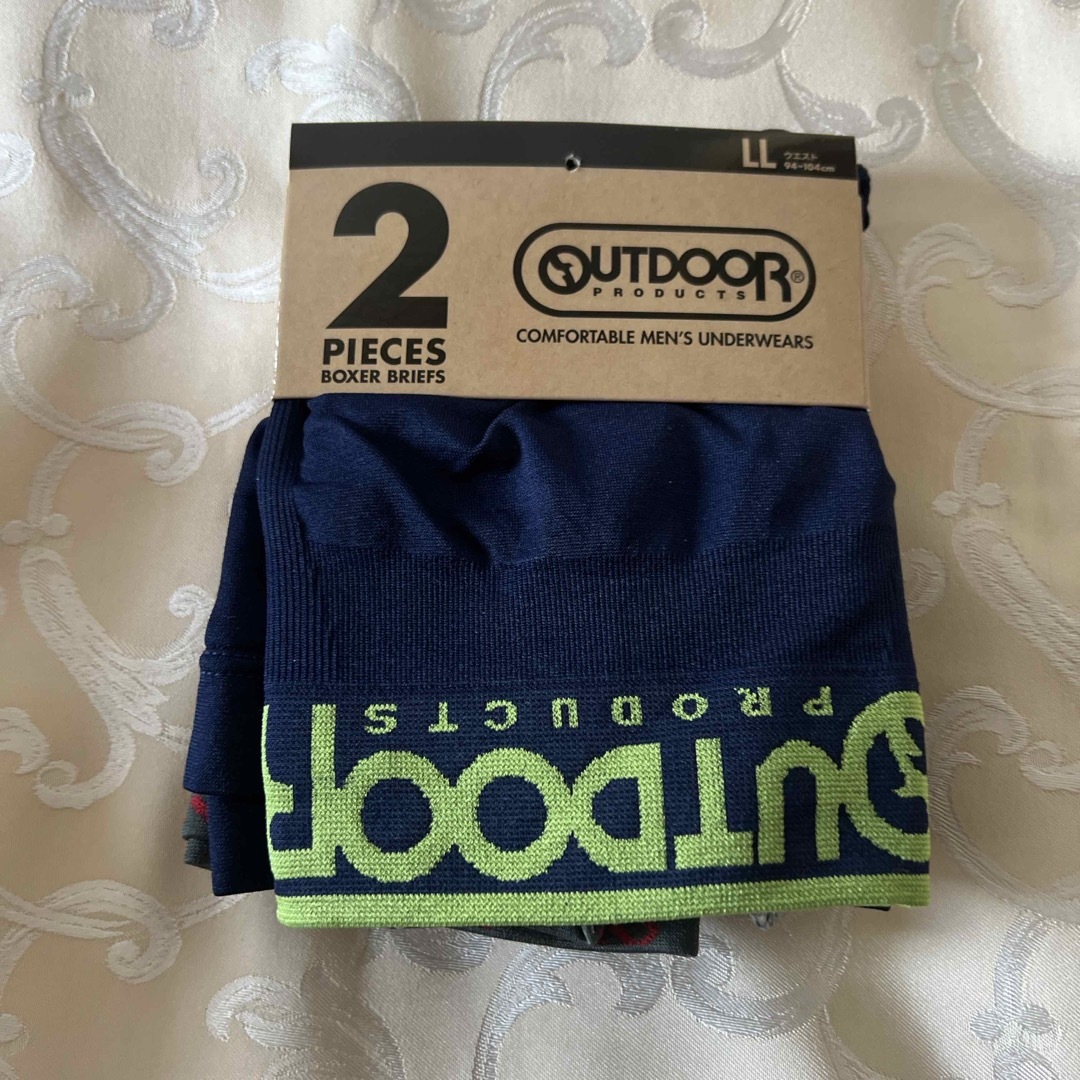 LL ウエスト
94-104cm
2
PIECES
BOXER BRIEFS
OUTDOOR®
PRODUCTS
COMFORTABLE MEN'S UNDERWEARS
PRODUCTS
OUTDOOR